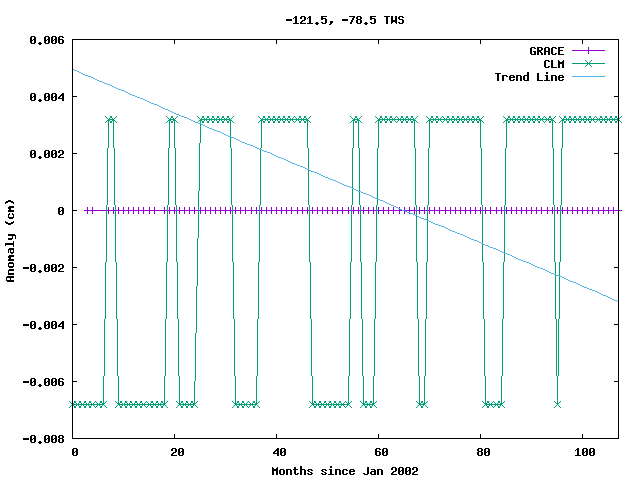 -121.5, -78.5 TWS
GRACE
CLM
Trend Line
0.006
0.004
0.002
0
-0.002
-0.004
-0.006
-0.008
Anomaly (cm)
0 20 40 60 80 100
Months since Jan 2002